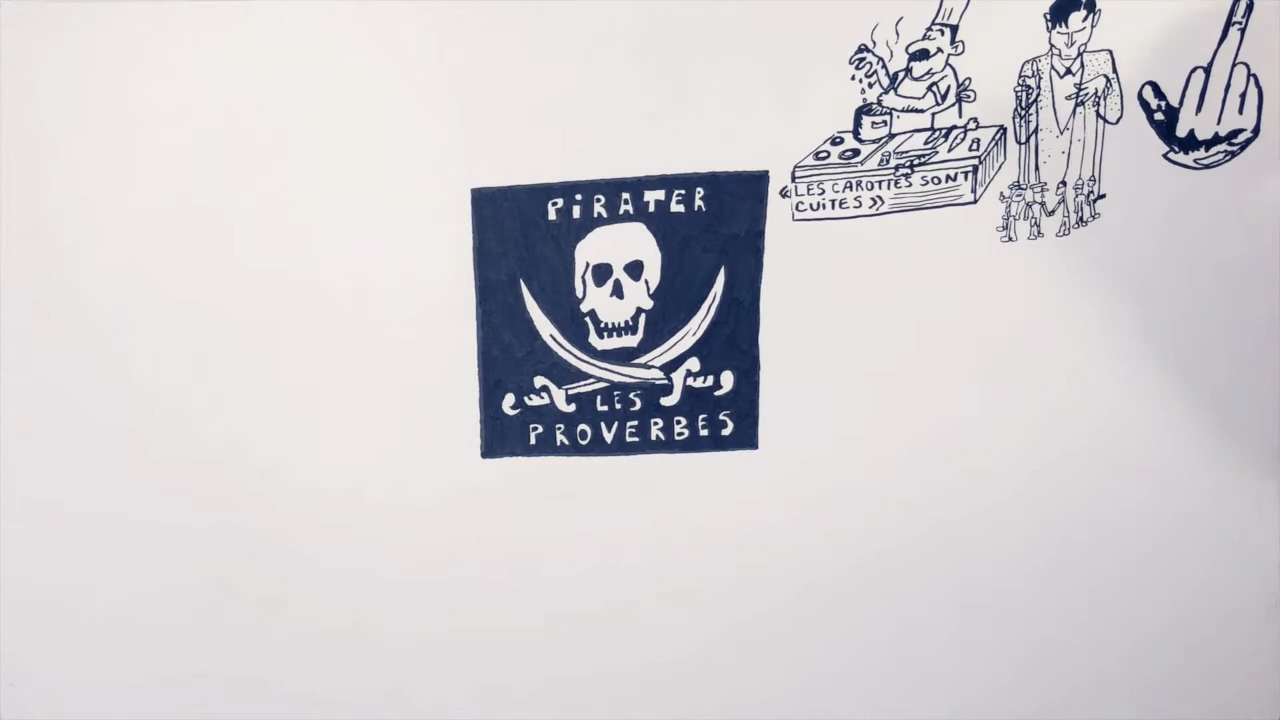 PiRATER
LES
PROVERBES
« LES CAROTTES SONT
CUITES »